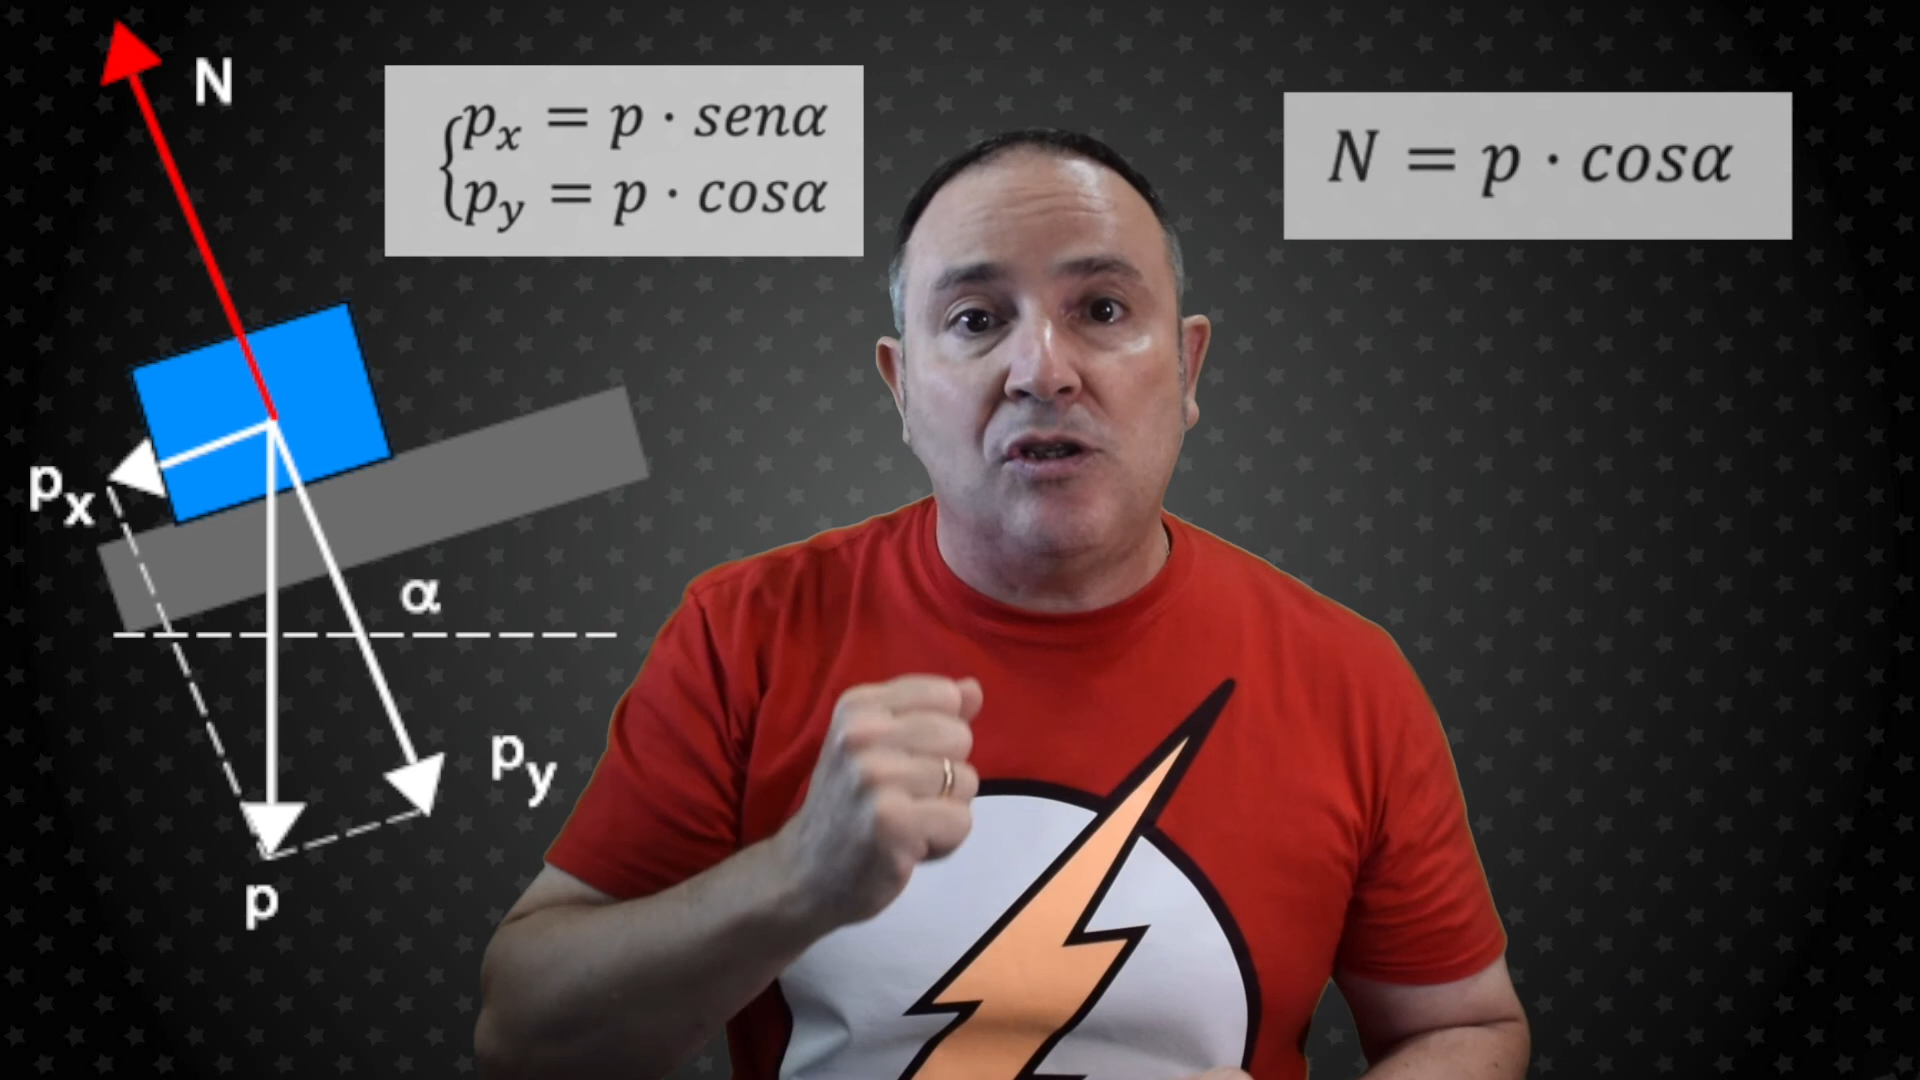 N
pₓ = p · senα
p_y = p · cosα
N = p · cosα
pₓ
α
p_y
p